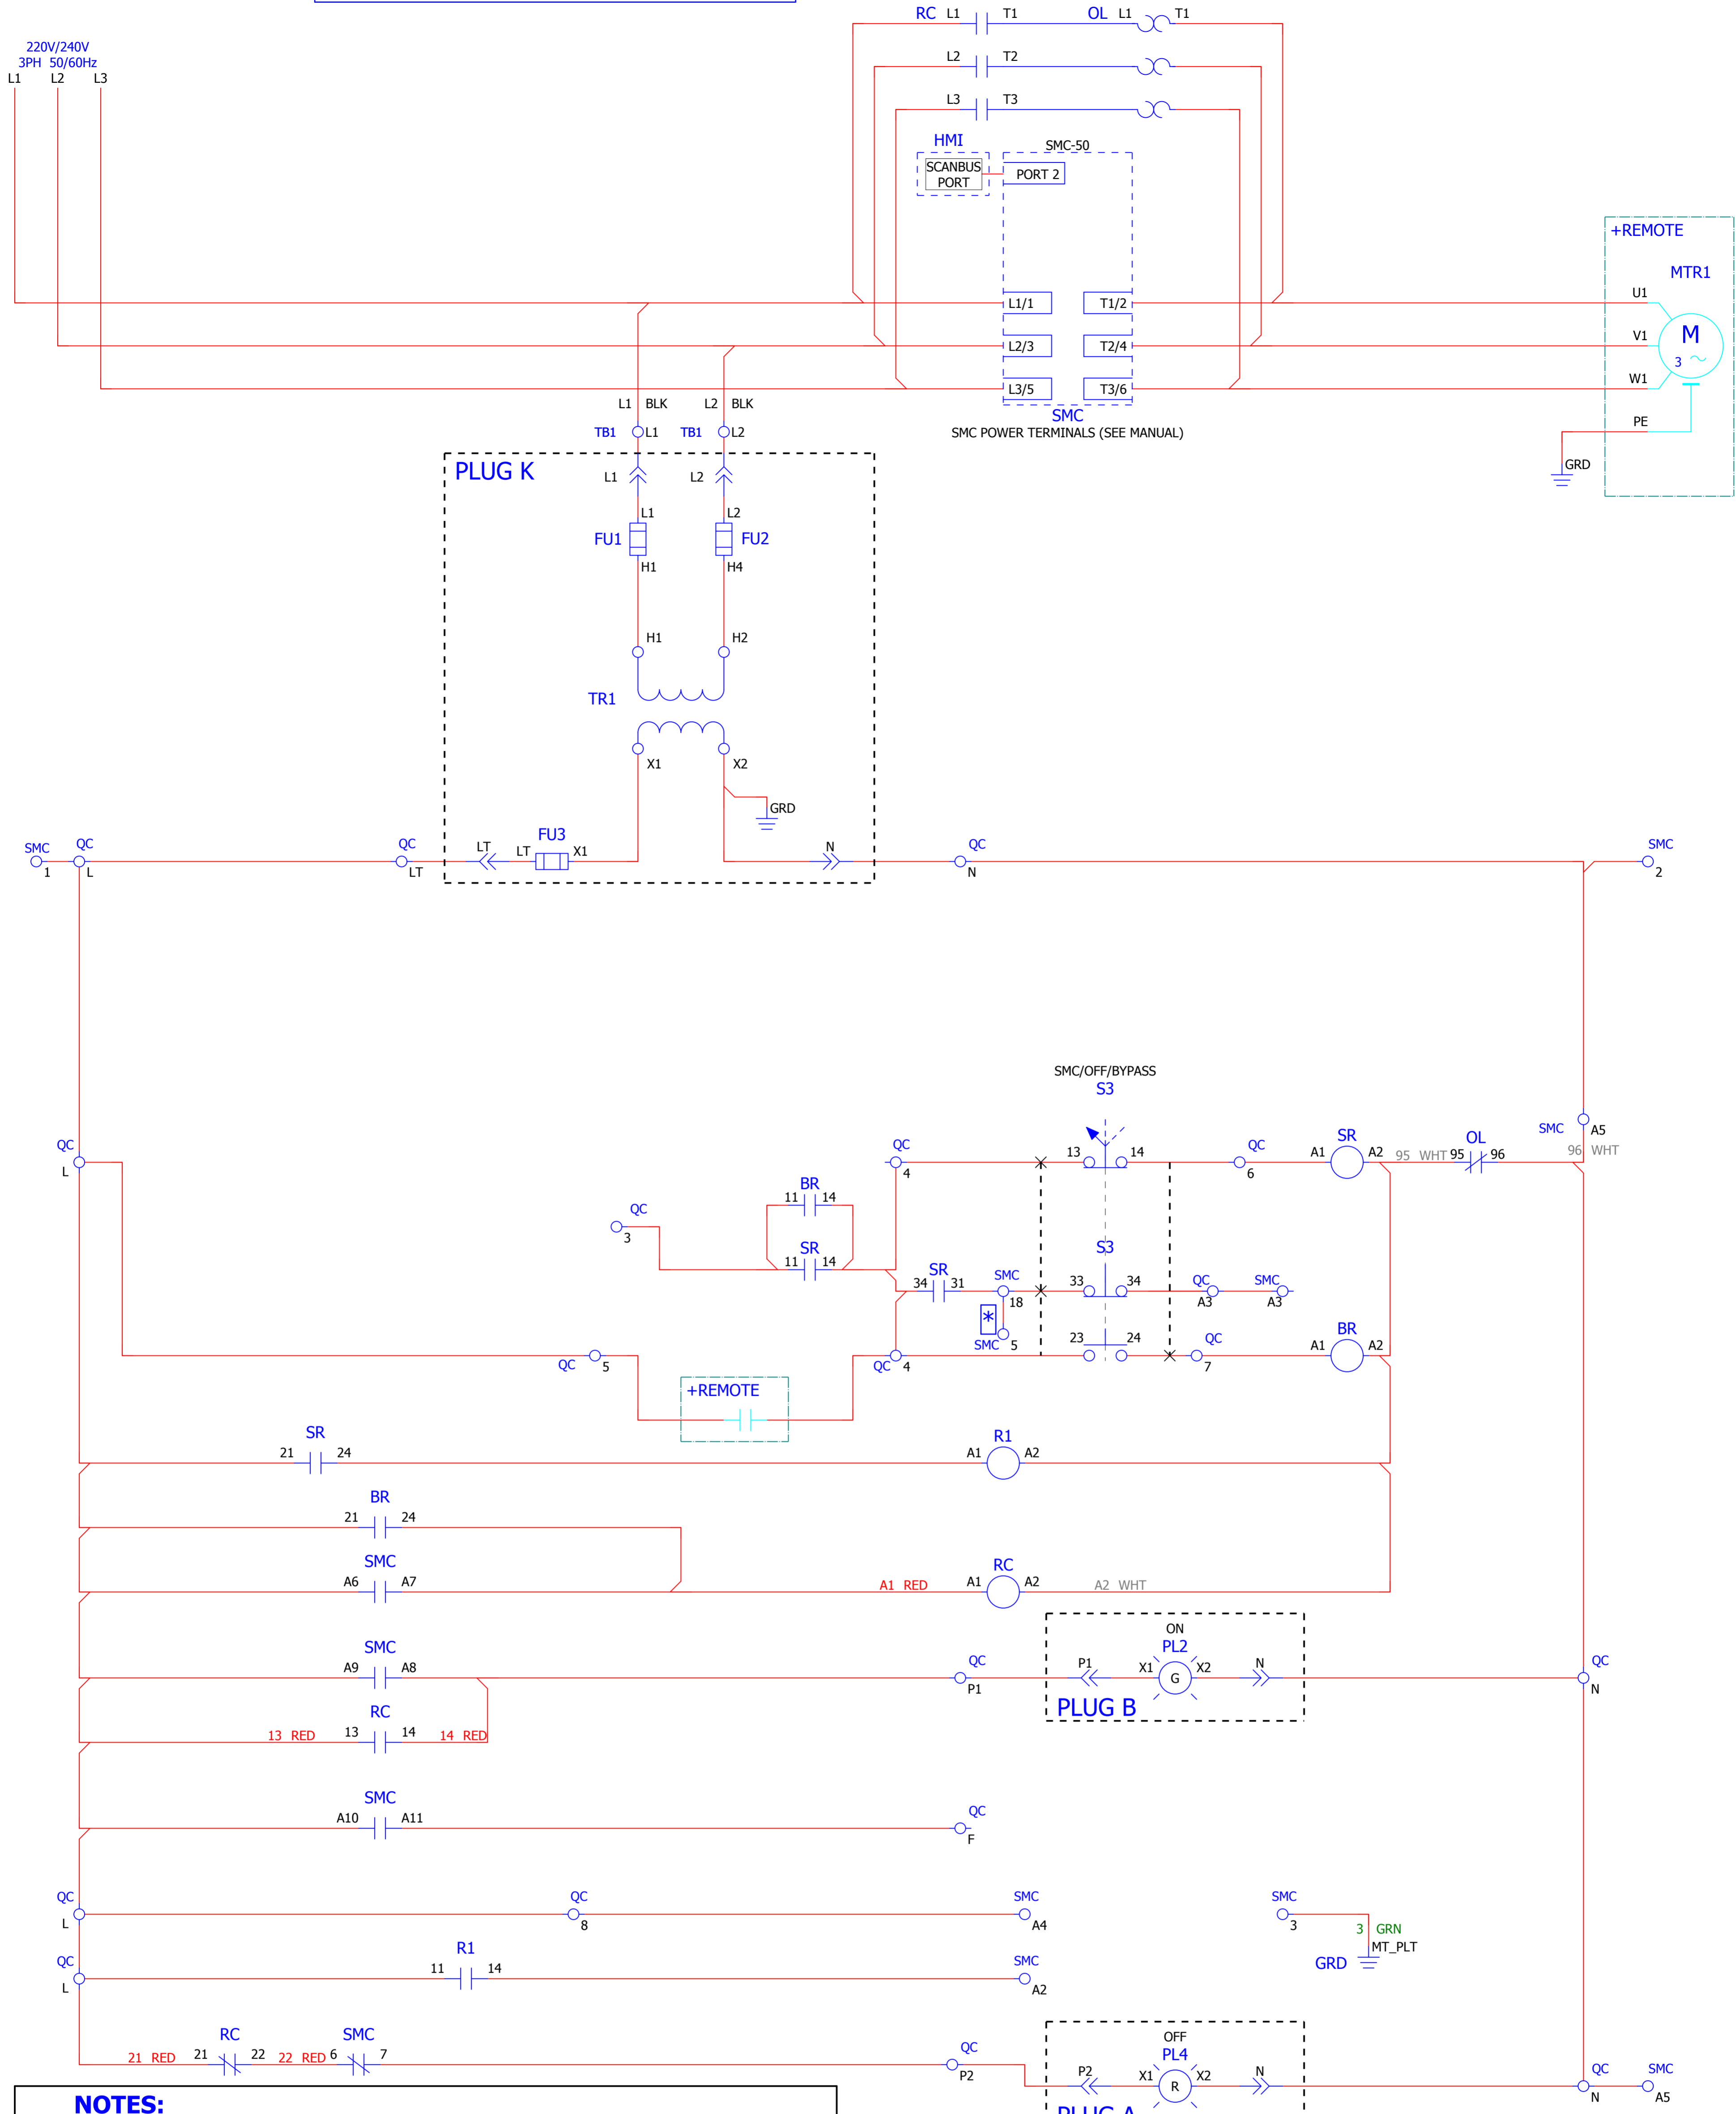 RC L1 T1 OL L1 T1
220V/240V
3PH 50/60Hz
L1 L2 L3
L2 T2
L3 T3
HMI
SMC-50
SCANBUS
PORT
PORT 2
+REMOTE
MTR1
L1/1 T1/2 U1
L2/3 T2/4 V1
M
3
L3/5 T3/6 W1
SMC
SMC POWER TERMINALS (SEE MANUAL)
PE
GRD
L1 BLK L2 BLK
TB1 L1 TB1 L2
PLUG K
L1 L2
L1 L2
FU1 FU2
H1 H4
H1 H2
TR1
X1 X2
GRD
FU3
SMC QC QC LT LT X1 N QC SMC
1 L LT N 2
SMC/OFF/BYPASS
S3
SMC A5
QC QC 13 14 QC SR OL
A1 A2 95 WHT 95 96 96 WHT
L 4 6
BR
11 14
QC
3
SR S3
11 14
SR SMC 33 34 QC SMC
34 31 18 A3 A3
*
SMC 5 23 24 QC BR
A1 A2
QC 5 QC 4 7
+REMOTE
SR R1
21 24 A1 A2
BR
21 24
SMC RC
A6 A7 A1 RED A1 A2 A2 WHT
ON
SMC PL2
A9 A8 QC P1 X1 G X2 N QC
P1 N
RC PLUG B
13 RED 13 14 14 RED
SMC
A10 A11 QC
F
QC QC SMC SMC
L 8 A4 3
3 GRN
MT_PLT
GRD
QC R1 SMC
11 14
L A2
OFF
RC SMC PL4
21 RED 21 22 22 RED 6 7 QC
P2 P2 X1 R X2 N QC SMC
N A5
NOTES:
PLUG A